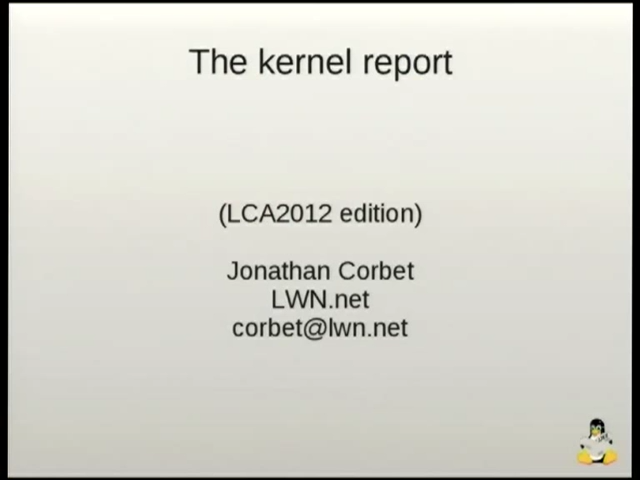 The kernel report
(LCA2012 edition)
Jonathan Corbet
LWN.net
corbet@lwn.net